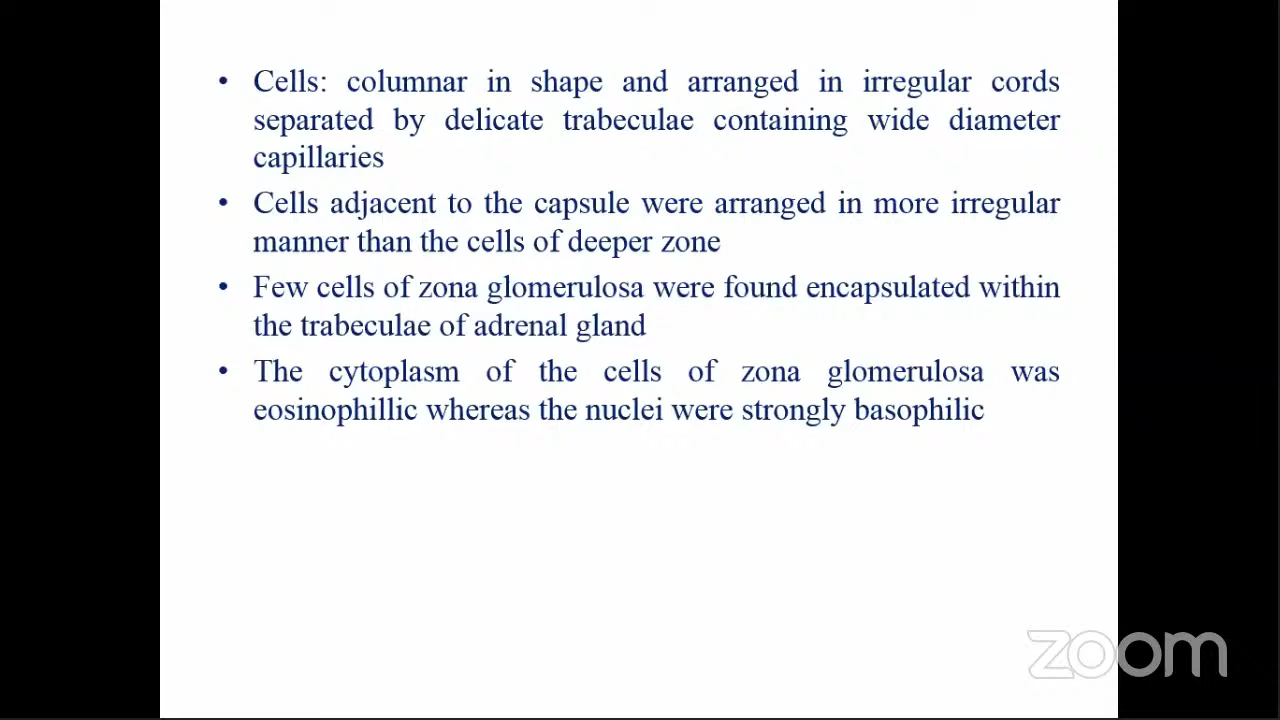 • Cells: columnar in shape and arranged in irregular cords
separated by delicate trabeculae containing wide diameter
capillaries
• Cells adjacent to the capsule were arranged in more irregular
manner than the cells of deeper zone
• Few cells of zona glomerulosa were found encapsulated within
the trabeculae of adrenal gland
• The cytoplasm of the cells of zona glomerulosa was
eosinophillic whereas the nuclei were strongly basophilic
zoom